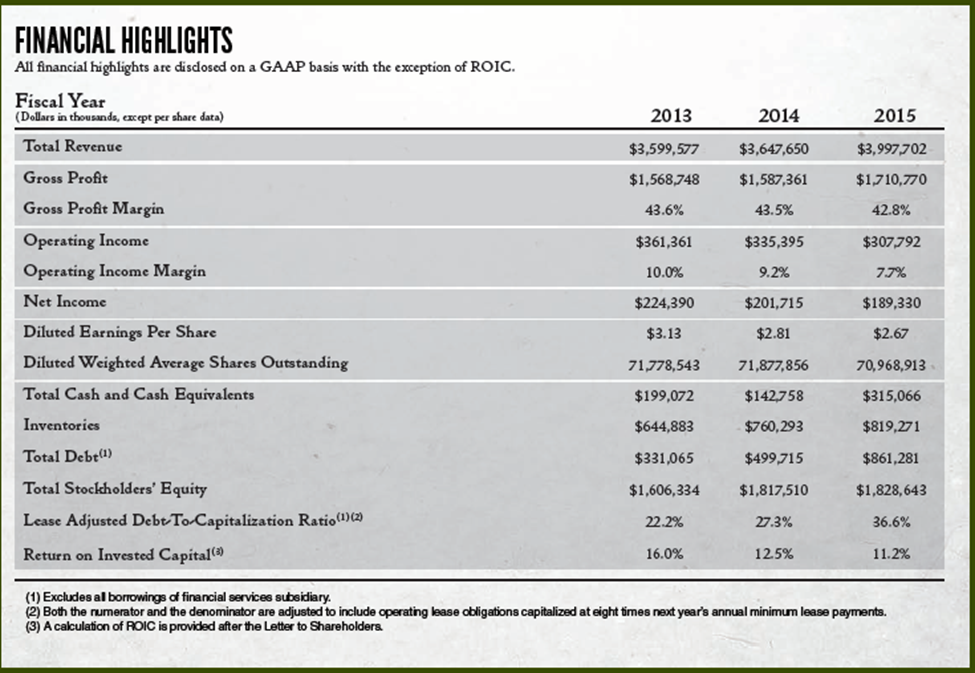 FINANCIAL HIGHLIGHTS
All financial highlights are disclosed on a GAAP basis with the exception of ROIC.
Fiscal Year
(Dollars in thousands, except per share data) 2013 2014 2015
Total Revenue $3,599,577 $3,647,650 $3,997,702
Gross Profit $1,568,748 $1,587,361 $1,710,770
Gross Profit Margin 43.6% 43.5% 42.8%
Operating Income $361,361 $335,395 $307,792
Operating Income Margin 10.0% 9.2% 7.7%
Net Income $224,390 $201,715 $189,330
Diluted Earnings Per Share $3.13 $2.81 $2.67
Diluted Weighted Average Shares Outstanding 71,778,543 71,877,856 70,968,913
Total Cash and Cash Equivalents $199,072 $142,758 $315,066
Inventories $644,883 $760,293 $819,271
Total Debt(1) $331,065 $499,715 $861,281
Total Stockholders' Equity $1,606,334 $1,817,510 $1,828,643
Lease Adjusted Debt-To-Capitalization Ratio(1)(2) 22.2% 27.3% 36.6%
Return on Invested Capital(3) 16.0% 12.5% 11.2%
(1) Excludes all borrowings of financial services subsidiary.
(2) Both the numerator and the denominator are adjusted to include operating lease obligations capitalized at eight times next year's annual minimum lease payments.
(3) A calculation of ROIC is provided after the Letter to Shareholders.